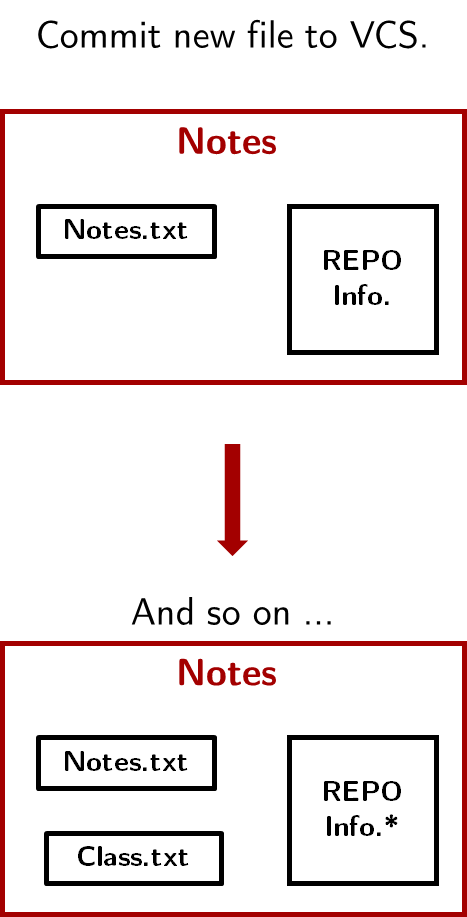 Commit new file to VCS.
Notes
Notes.txt
REPO
Info.
And so on ...
Notes
Notes.txt
REPO
Info.*
Class.txt